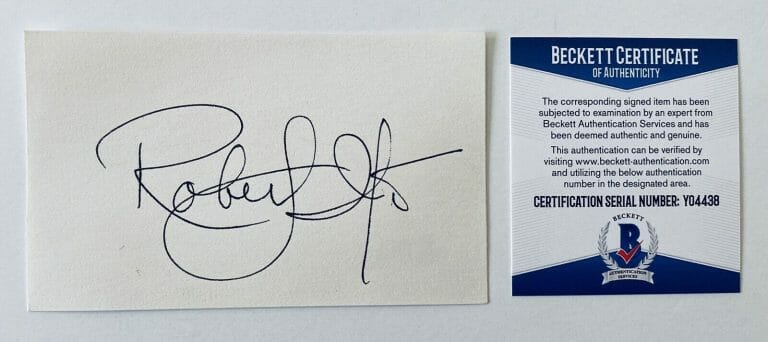 Robert Ito
BECKETT CERTIFICATE
OF AUTHENTICITY
The corresponding signed item has been
subjected to examination by an expert from
Beckett Authentication Services and has
been deemed authentic and genuine.
This authentication can be verified by
visiting www.beckett-authentication.com
and utilizing the below authentication
number in the designated area.
CERTIFICATION SERIAL NUMBER: Y04438
BECKETT
B
AUTHENTICATION
SERVICES